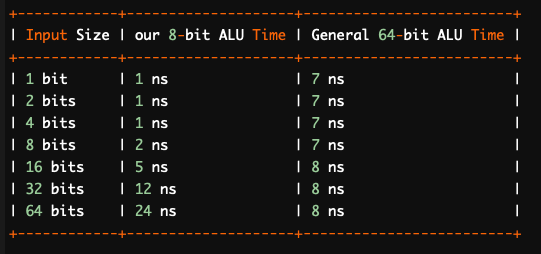 +------------+--------------------+-------------------------+
| Input Size | our 8-bit ALU Time | General 64-bit ALU Time |
+------------+--------------------+-------------------------+
| 1 bit      | 1 ns               | 7 ns                    |
| 2 bits     | 1 ns               | 7 ns                    |
| 4 bits     | 1 ns               | 7 ns                    |
| 8 bits     | 2 ns               | 7 ns                    |
| 16 bits    | 5 ns               | 8 ns                    |
| 32 bits    | 12 ns              | 8 ns                    |
| 64 bits    | 24 ns              | 8 ns                    |
+------------+--------------------+-------------------------+